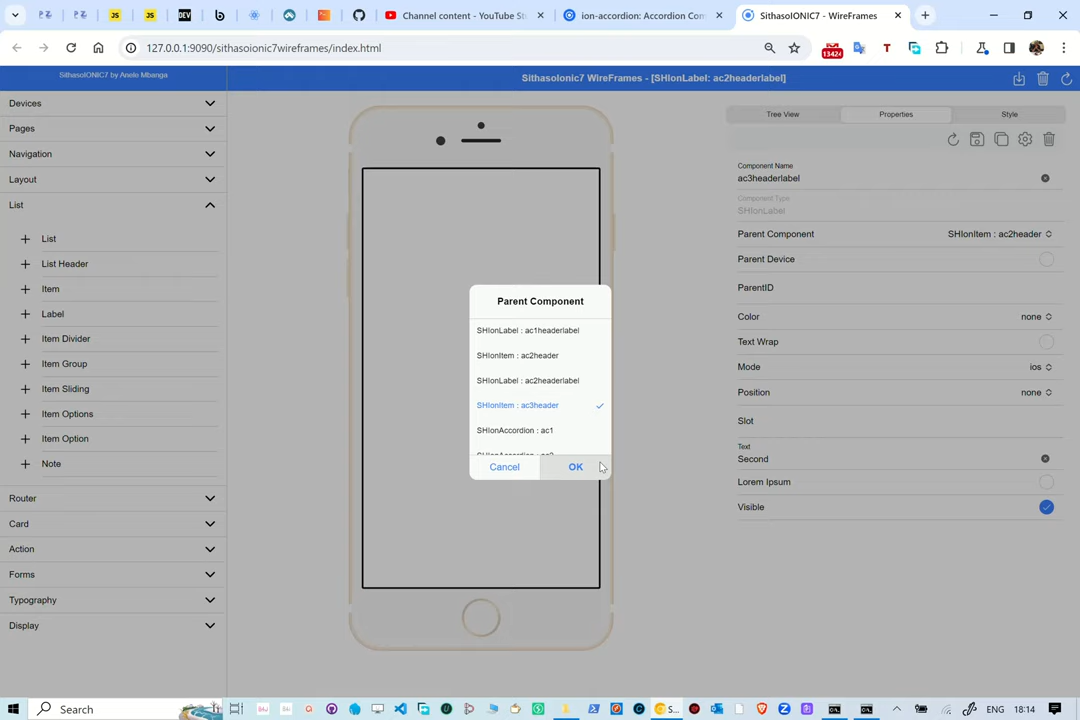 Channel content - YouTube St
ion-accordion: Accordion Com
SithasoIONIC7 - WireFrames
127.0.0.1:9090/sithasoionic7wireframes/index.html
13424
SithasoIONIC7 by Anelo Mbanga
SithasoIonic7 WireFrames - [SHIonLabel: ac2headerlabel]
Devices
Pages
Navigation
Layout
List
List
List Header
Item
Label
Item Divider
Item Group
Item Sliding
Item Options
Item Option
Note
Router
Card
Action
Forms
Typography
Display
Parent Component
SHIonLabel : ac1headerlabel
SHIonItem : ac2header
SHIonLabel : ac2headerlabel
SHIonItem : ac3header
SHIonAccordion : ac1
Cancel
OK
Tree View
Properties
Style
Component Name
ac3headerlabel
Component Type
SHIonLabel
Parent Component
SHIonItem : ac2header
Parent Device
ParentID
Color
none
Text Wrap
Mode
ios
Position
none
Slot
Text
Second
Lorem Ipsum
Visible
Search
S...
ENG
18:14